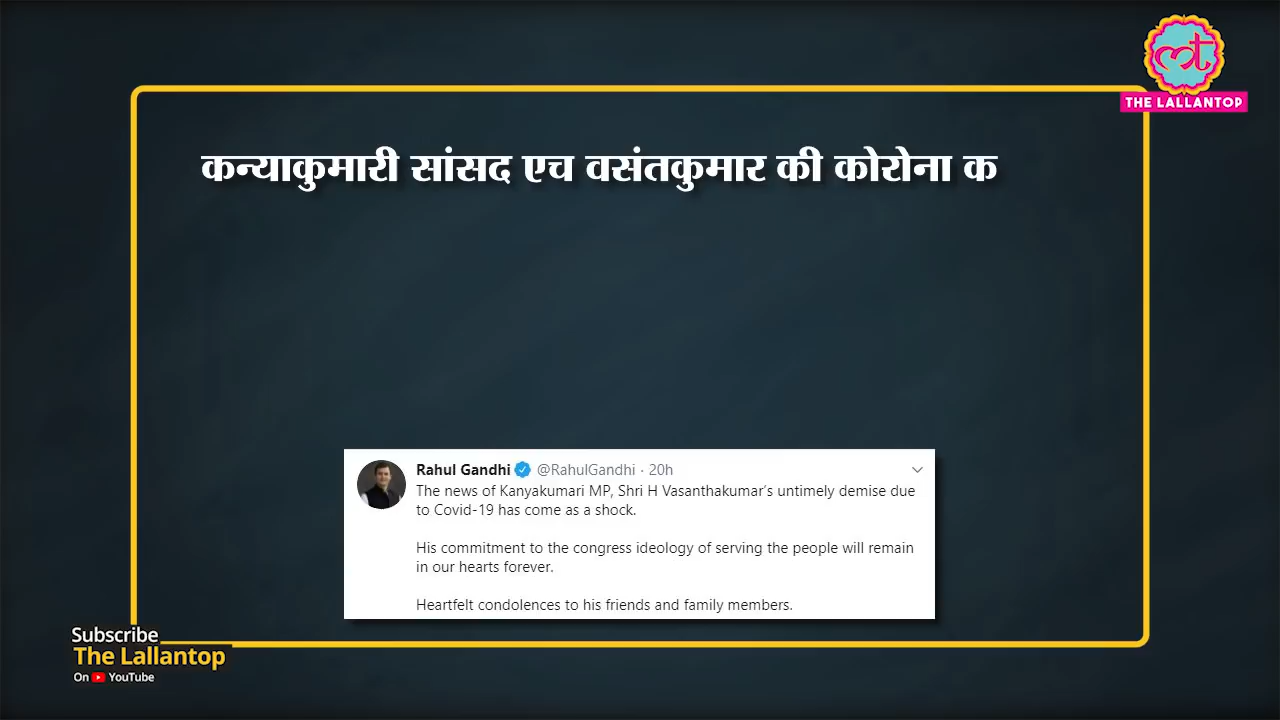 THE LALLANTOP
कन्याकुमारी सांसद एच वसंतकुमार की कोरोना क
Rahul Gandhi @RahulGandhi · 20h
The news of Kanyakumari MP, Shri H Vasanthakumar's untimely demise due
to Covid-19 has come as a shock.
His commitment to the congress ideology of serving the people will remain
in our hearts forever.
Heartfelt condolences to his friends and family members.
Subscribe
The Lallantop
On YouTube